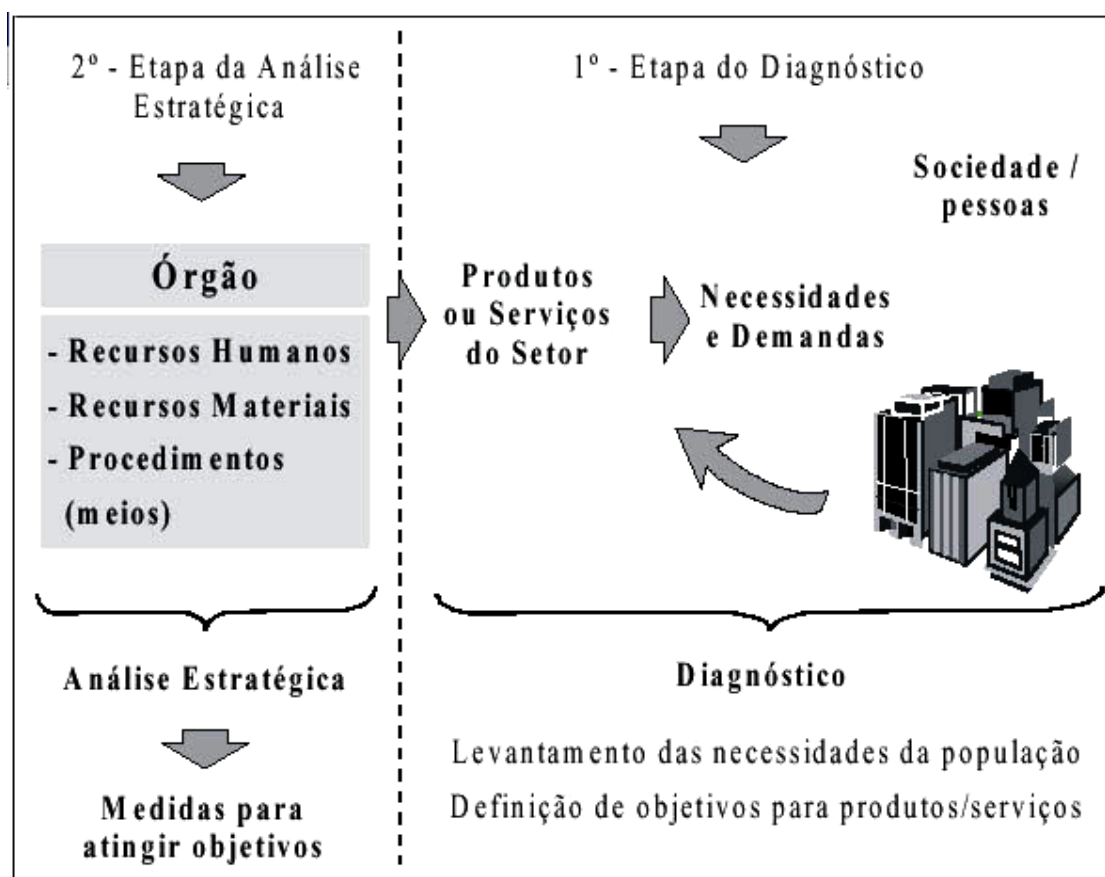 2º - Etapa da Análise
Estratégica
Órgão
- Recursos Humanos
- Recursos Materiais
- Procedimentos
(meios)
Análise Estratégica
Medidas para
atingir objetivos
1º - Etapa do Diagnóstico
Sociedade /
pessoas
Produtos
ou Serviços
do Setor
Necessidades
e Demandas
Diagnóstico
Levantamento das necessidades da população
Definição de objetivos para produtos/serviços